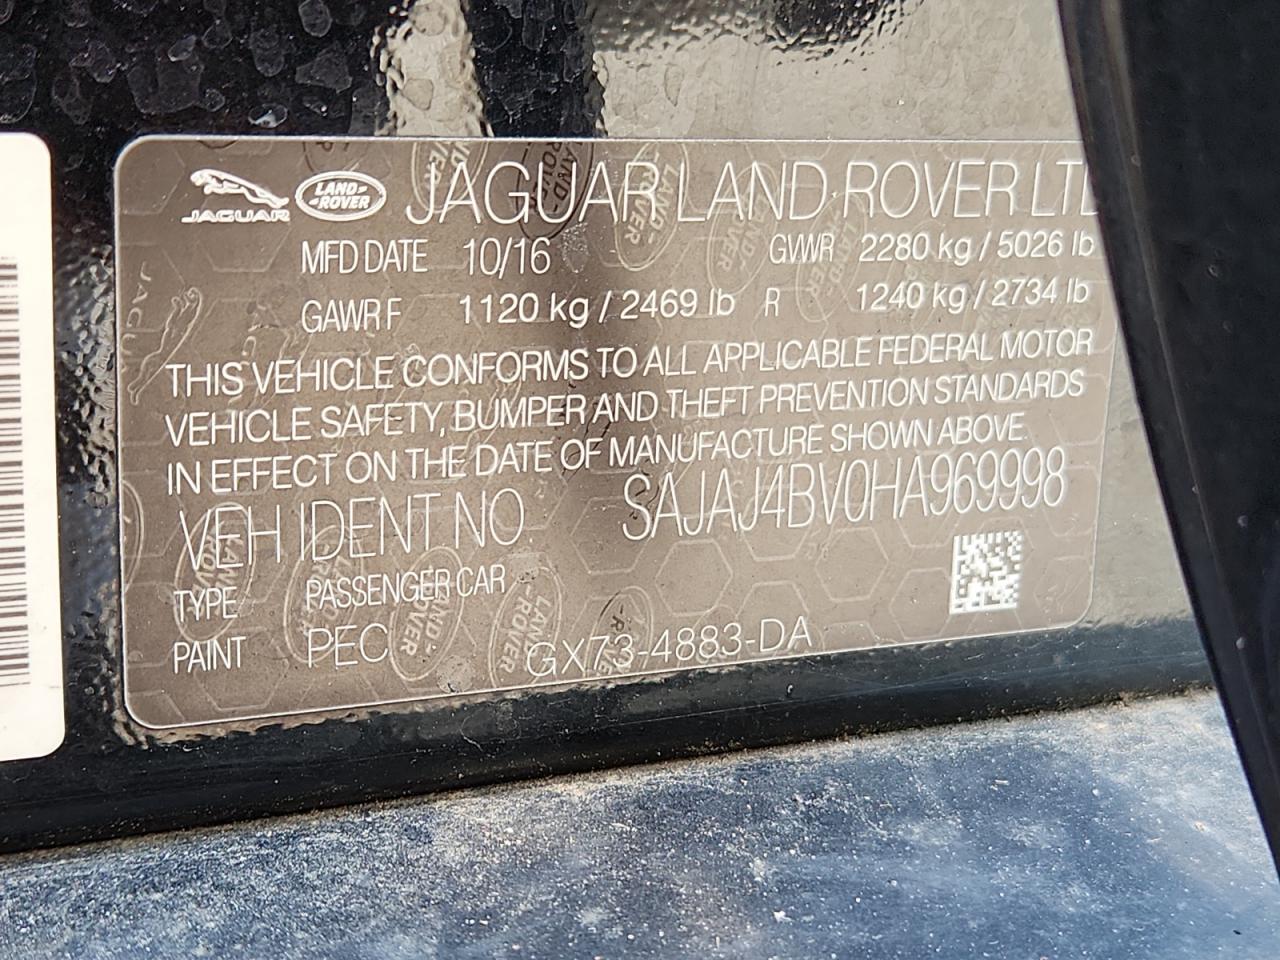 JAGUAR LAND-ROVER JAGUAR LAND ROVER LTD
MFD DATE 10/16 GVWR 2280 kg / 5026 lb
GAWR F 1120 kg / 2469 lb R 1240 kg / 2734 lb
THIS VEHICLE CONFORMS TO ALL APPLICABLE FEDERAL MOTOR
VEHICLE SAFETY, BUMPER AND THEFT PREVENTION STANDARDS
IN EFFECT ON THE DATE OF MANUFACTURE SHOWN ABOVE.
VEH IDENT NO. SAJAJ4BV0HA969998
TYPE PASSENGER CAR
PAINT PEC GX73-4883-DA